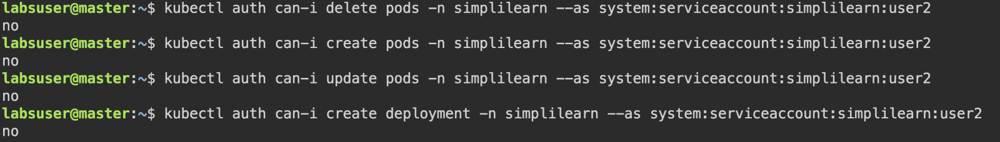 labsuser@master:~$ kubectl auth can-i delete pods -n simplilearn --as system:serviceaccount:simplilearn:user2
no
labsuser@master:~$ kubectl auth can-i create pods -n simplilearn --as system:serviceaccount:simplilearn:user2
no
labsuser@master:~$ kubectl auth can-i update pods -n simplilearn --as system:serviceaccount:simplilearn:user2
no
labsuser@master:~$ kubectl auth can-i create deployment -n simplilearn --as system:serviceaccount:simplilearn:user2
no